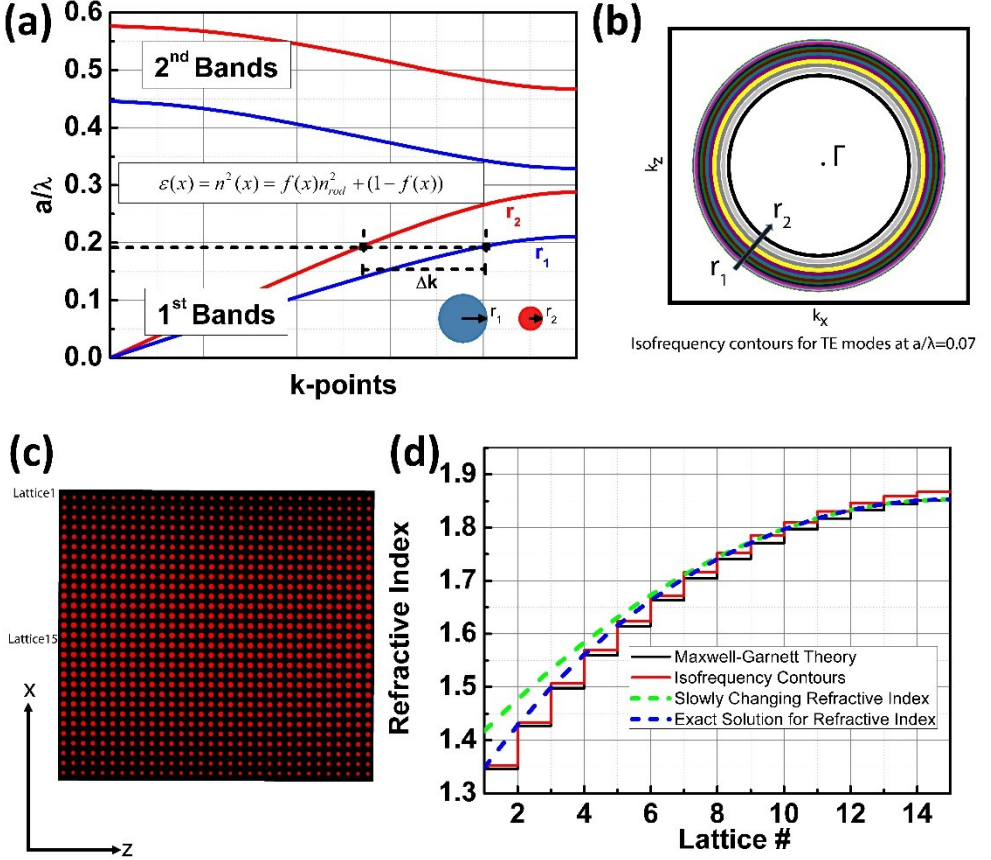 (a)
0.6
0.5
0.4
0.3
0.2
0.1
0.0
a/λ
2nd Bands
ε(x) = n²(x) = f(x)n²rod + (1 − f(x))
r2
r1
Δk
1st Bands
r1
r2
k-points
(b)
kz
Γ
r2
r1
kx
Isofrequency contours for TE modes at a/λ=0.07
(c)
Lattice1
Lattice15
X
Z
(d)
1.9
1.8
1.7
1.6
1.5
1.4
1.3
Refractive Index
Maxwell-Garnett Theory
Isofrequency Contours
Slowly Changing Refractive Index
Exact Solution for Refractive Index
2 4 6 8 10 12 14
Lattice #